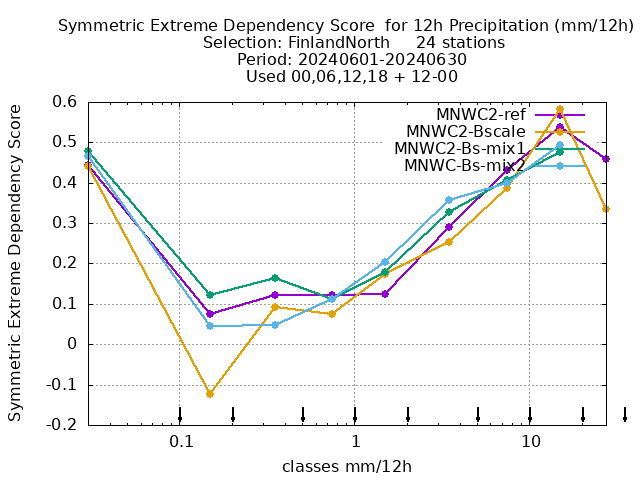 Symmetric Extreme Dependency Score  for 12h Precipitation (mm/12h)
Selection: FinlandNorth     24 stations
Period: 20240601-20240630
Used 00,06,12,18 + 12-00
Symmetric Extreme Dependency Score
0.6
0.5
0.4
0.3
0.2
0.1
0
-0.1
-0.2
MNWC2-ref
MNWC2-Bscale
MNWC2-Bs-mix1
MNWC-Bs-mix2
0.1
1
10
classes mm/12h